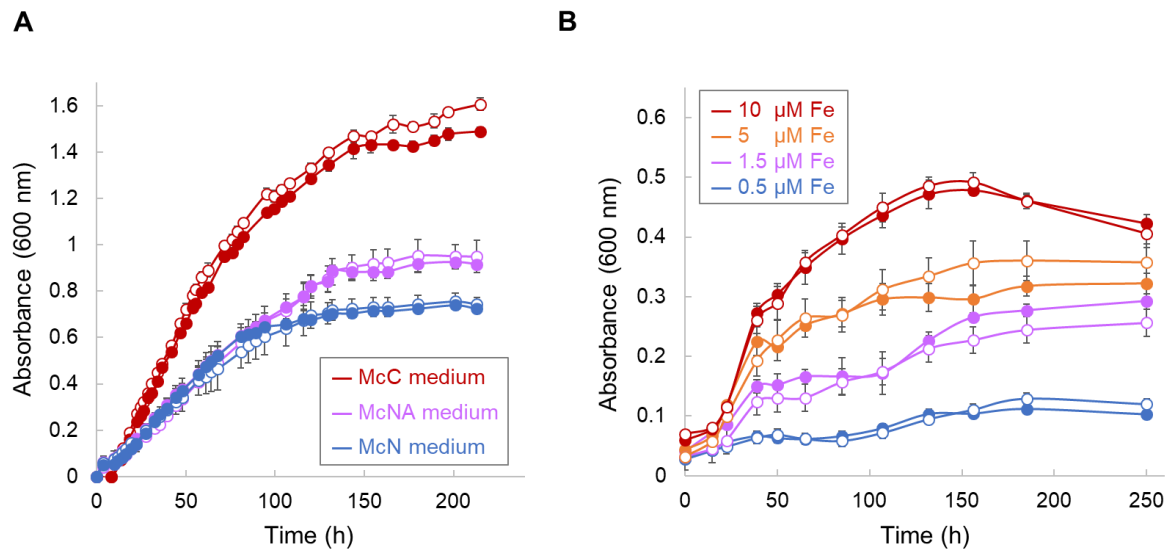 A
Absorbance (600 nm)
1.6
1.4
1.2
1
0.8
0.6
0.4
0.2
0
0
50
100
150
200
Time (h)
McC medium
McNA medium
McN medium
B
Absorbance (600 nm)
0.6
0.5
0.4
0.3
0.2
0.1
0
0
50
100
150
200
250
Time (h)
10 µM Fe
5 µM Fe
1.5 µM Fe
0.5 µM Fe